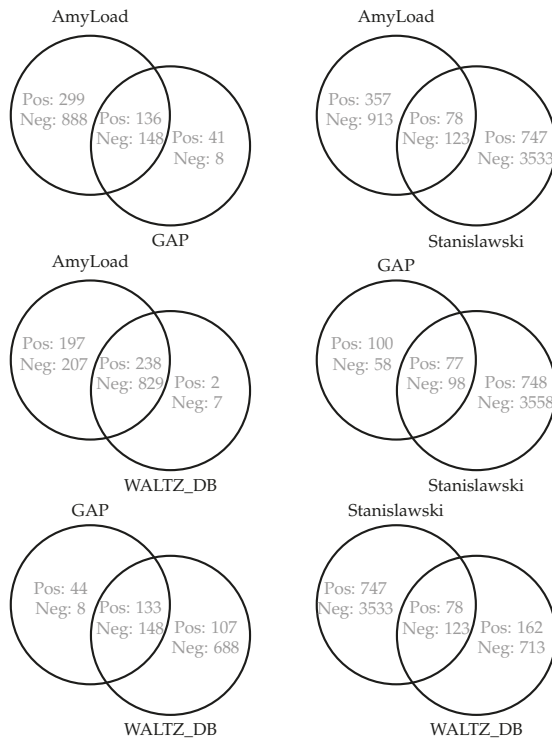 AmyLoad
Pos: 299
Neg: 888
Pos: 136
Neg: 148
Pos: 41
Neg: 8
GAP
AmyLoad
Pos: 357
Neg: 913
Pos: 78
Neg: 123
Pos: 747
Neg: 3533
Stanislawski
AmyLoad
Pos: 197
Neg: 207
Pos: 238
Neg: 829
Pos: 2
Neg: 7
WALTZ_DB
GAP
Pos: 100
Neg: 58
Pos: 77
Neg: 98
Pos: 748
Neg: 3558
Stanislawski
GAP
Pos: 44
Neg: 8
Pos: 133
Neg: 148
Pos: 107
Neg: 688
WALTZ_DB
Stanislawski
Pos: 747
Neg: 3533
Pos: 78
Neg: 123
Pos: 162
Neg: 713
WALTZ_DB